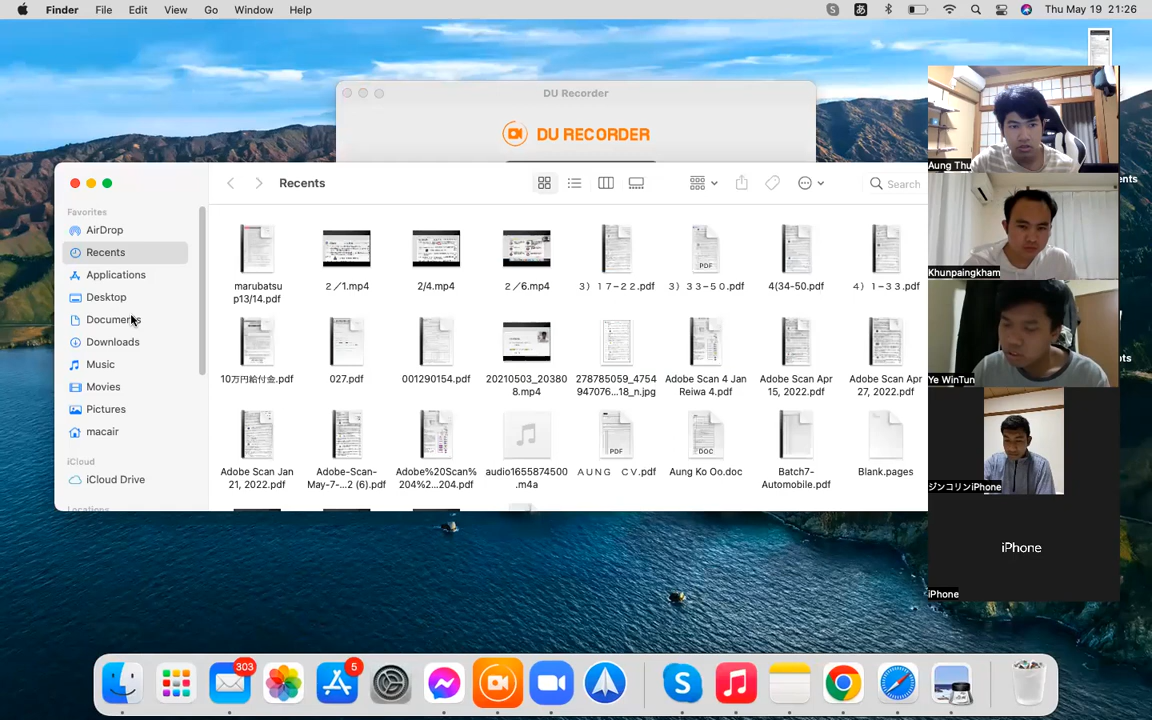 Finder File Edit View Go Window Help
あ
Thu May 19 21:26
DU Recorder
DU RECORDER
Recents
Search
Favorites
AirDrop
Recents
Applications
Desktop
Documents
Downloads
Music
Movies
Pictures
macair
iCloud
iCloud Drive
Locations
marubatsu
p13/14.pdf
２／1.mp4
2/4.mp4
２／6.mp4
３）１７−２２.pdf
３）３３−５０.pdf
4(34-50.pdf
４）１−３３.pdf
PDF
10万円給付金.pdf
027.pdf
001290154.pdf
20210503_20380
8.mp4
278785059_4754
947076...18_n.jpg
Adobe Scan 4 Jan
Reiwa 4.pdf
Adobe Scan Apr
15, 2022.pdf
Adobe Scan Apr
27, 2022.pdf
Adobe Scan Jan
21, 2022.pdf
Adobe-Scan-
May-7-...2 (6).pdf
Adobe%20Scan%
204%2...204.pdf
audio1655874500
.m4a
PDF
ＡＵＮＧ　CV.pdf
DOC
Aung Ko Oo.doc
Batch7-
Automobile.pdf
Blank.pages
Aung Thu
Khunpaingkham
Ye WinTun
ジンコリンiPhone
iPhone
iPhone
303
5